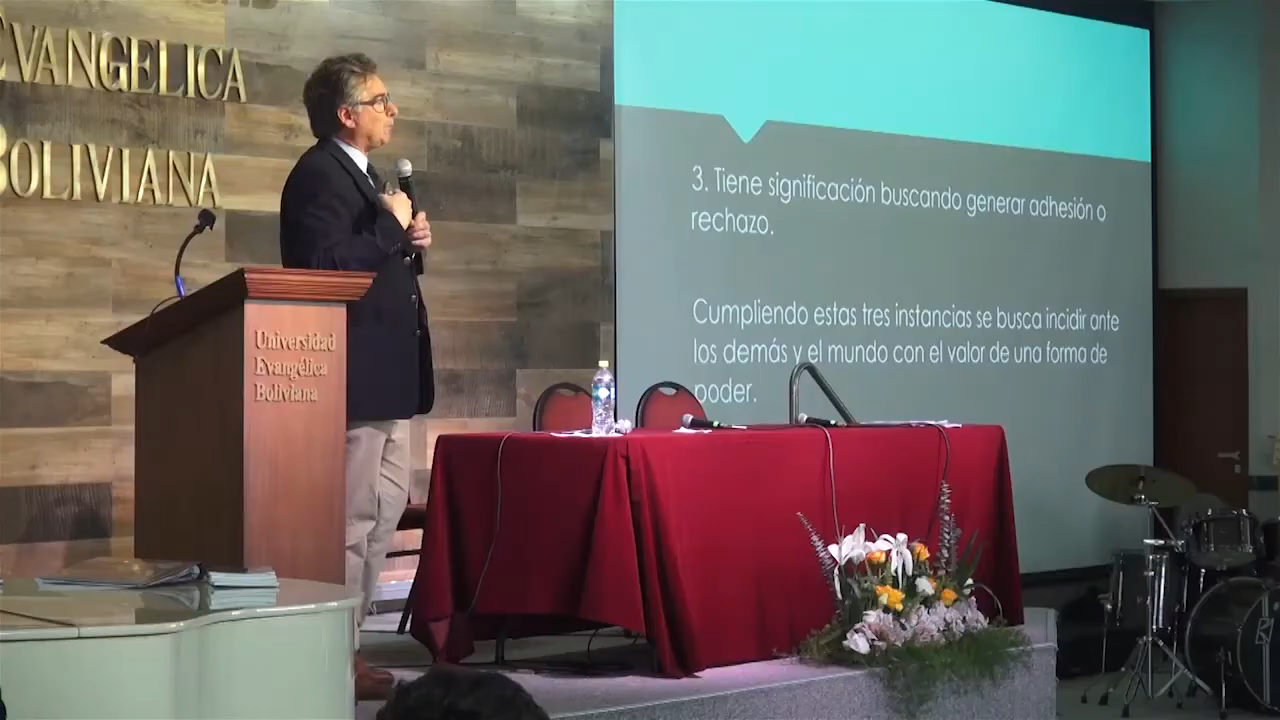 EVANGELICA
BOLIVIANA
Universidad
Evangélica
Boliviana
3. Tiene significación buscando generar adhesión o
rechazo.
Cumpliendo estas tres instancias se busca incidir ante
los demás y el mundo con el valor de una forma de
poder.